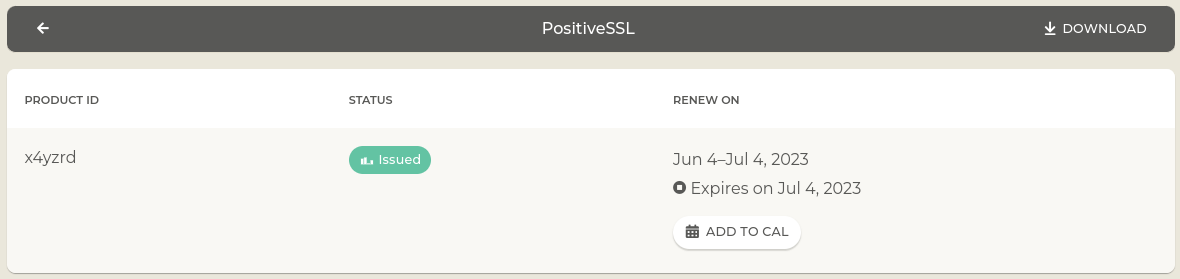 PositiveSSL
DOWNLOAD
PRODUCT ID
STATUS
RENEW ON
x4yzrd
Issued
Jun 4–Jul 4, 2023
Expires on Jul 4, 2023
ADD TO CAL